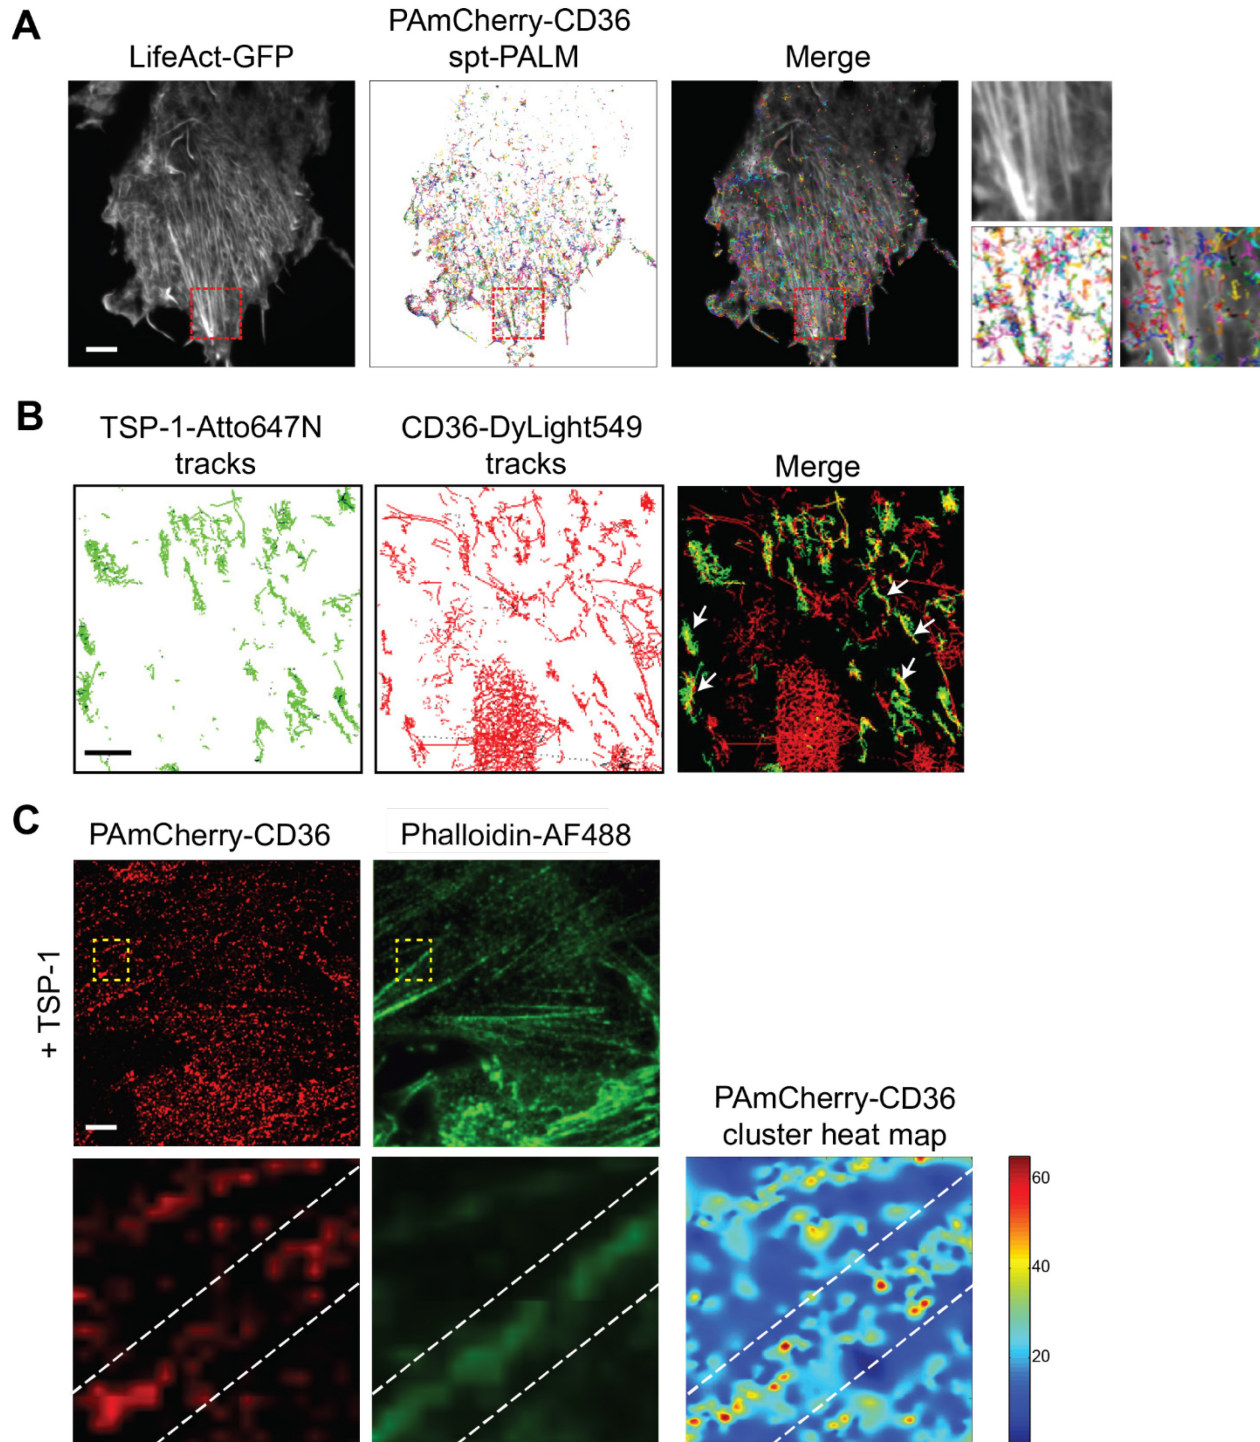 A
LifeAct-GFP
PAmCherry-CD36
spt-PALM
Merge
B
TSP-1-Atto647N
tracks
CD36-DyLight549
tracks
Merge
C
PAmCherry-CD36
Phalloidin-AF488
+ TSP-1
PAmCherry-CD36
cluster heat map
60
40
20